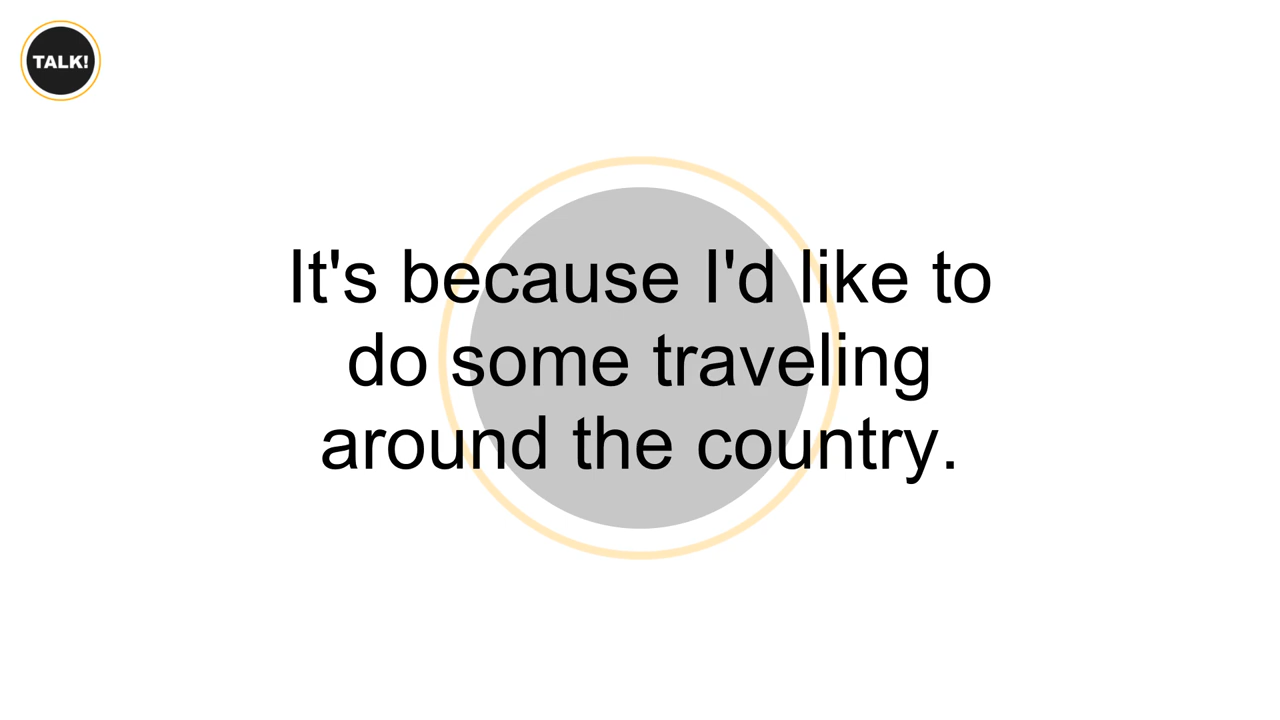 TALK!
It's because I'd like to
do some traveling
around the country.